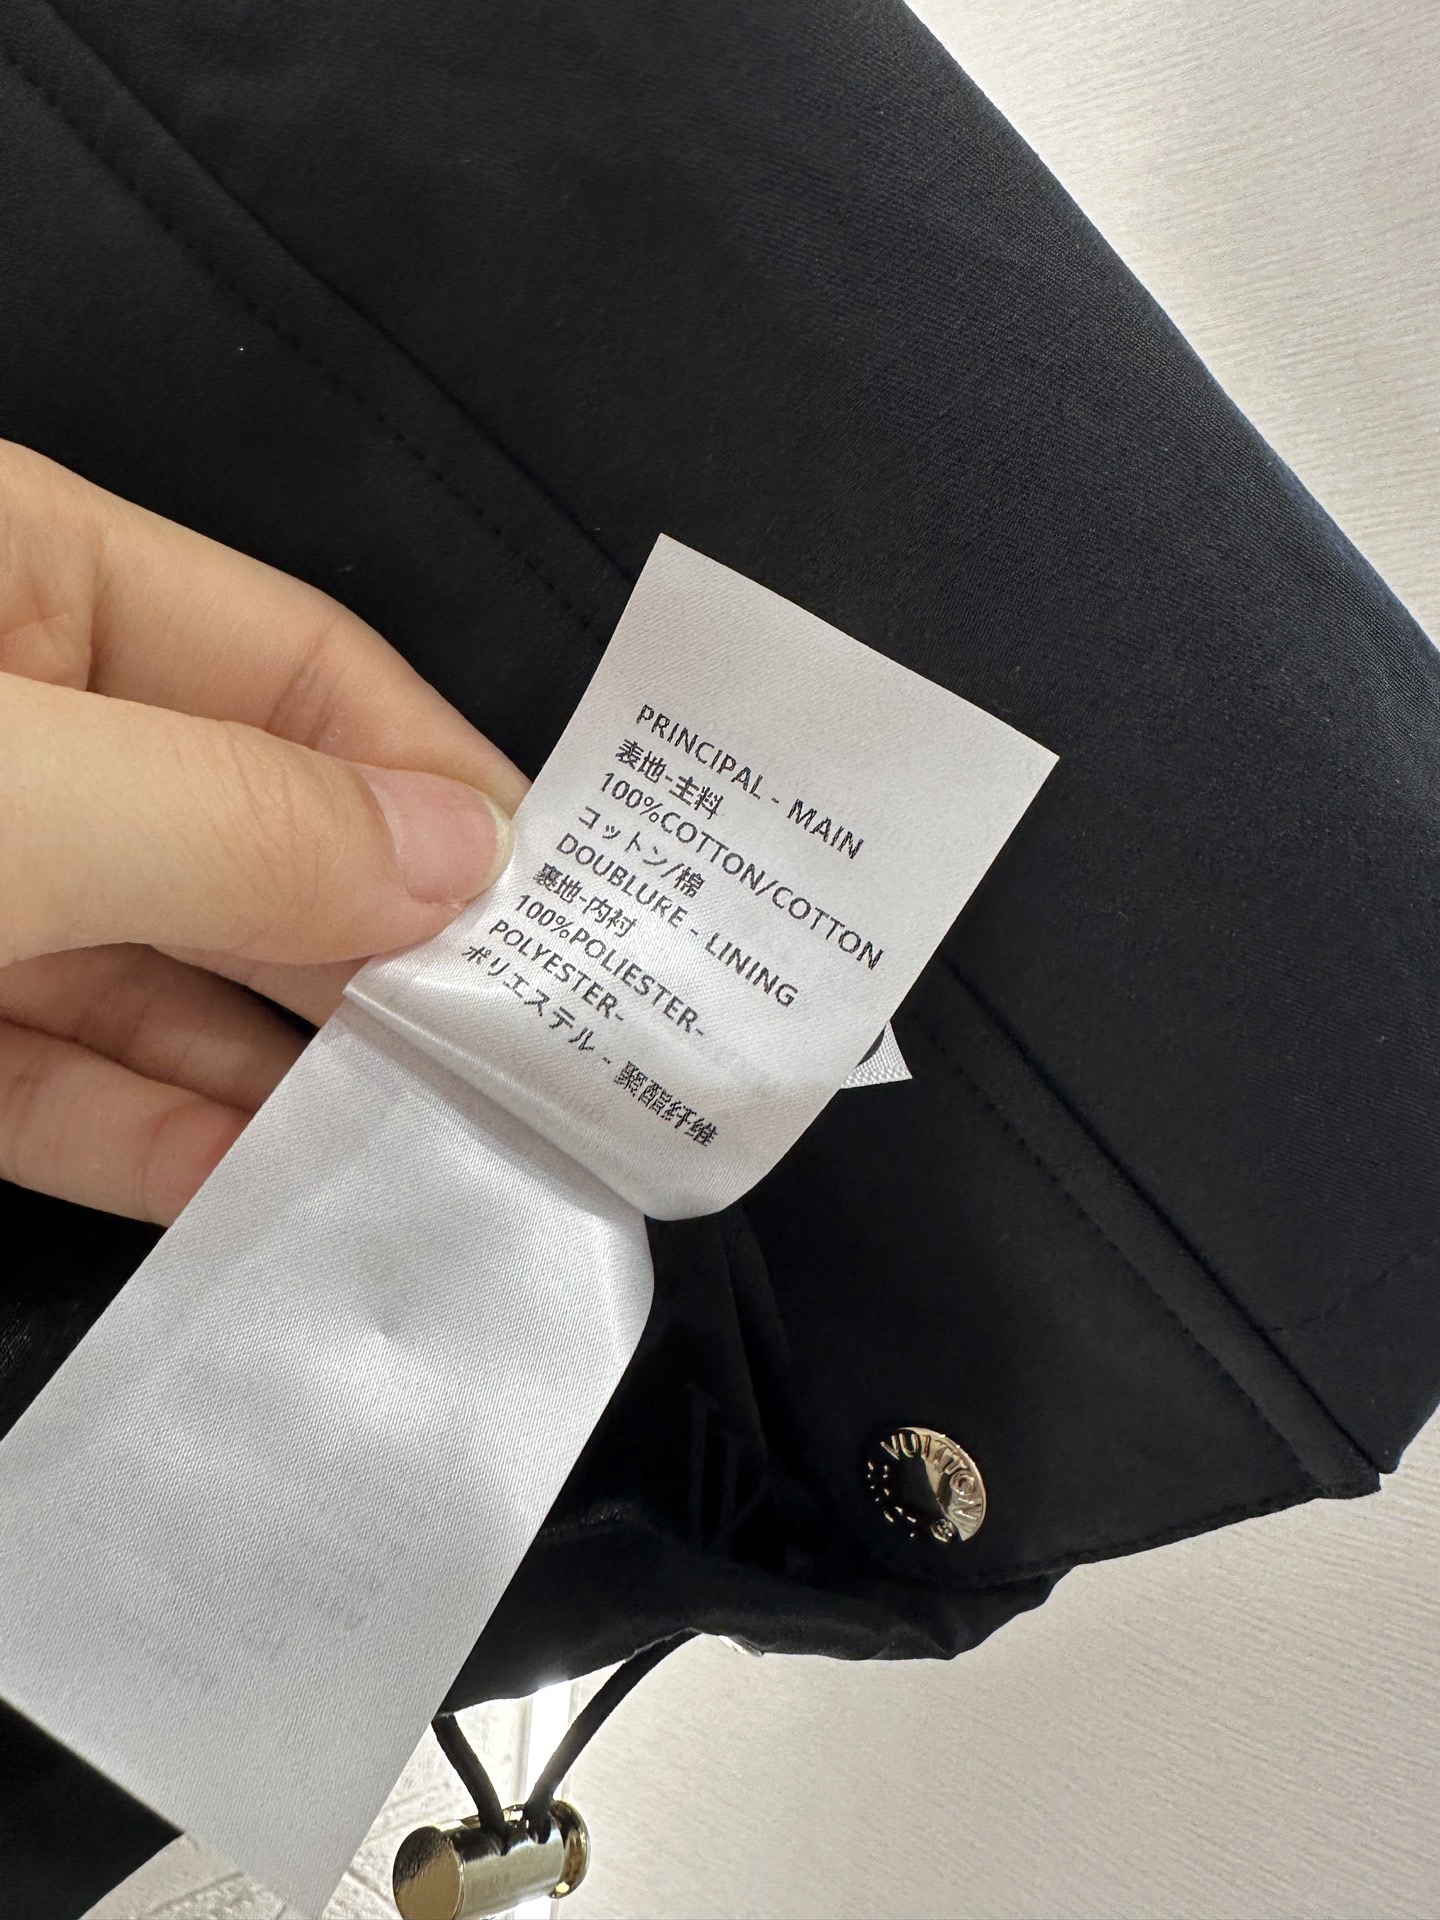 PRINCIPAL - MAIN
表地-主料
100%COTTON/COTTON
コットン/棉
DOUBLURE - LINING
裏地-内衬
100%POLIESTER-
POLYESTER-
ポリエステル - 聚酯纤维
VUITTON